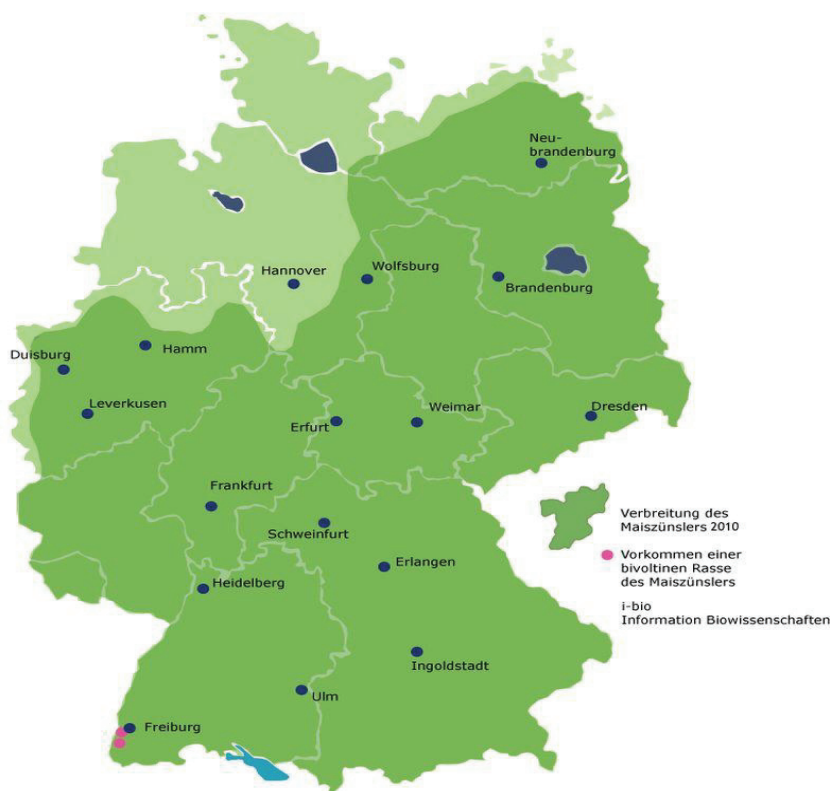 Neu-
brandenburg
Hannover
Wolfsburg
Brandenburg
Duisburg
Hamm
Leverkusen
Erfurt
Weimar
Dresden
Frankfurt
Schweinfurt
Erlangen
Heidelberg
Ingoldstadt
Ulm
Freiburg
Verbreitung des
Maiszünslers 2010
Vorkommen einer
bivoltinen Rasse
des Maiszünslers
i-bio
Information Biowissenschaften